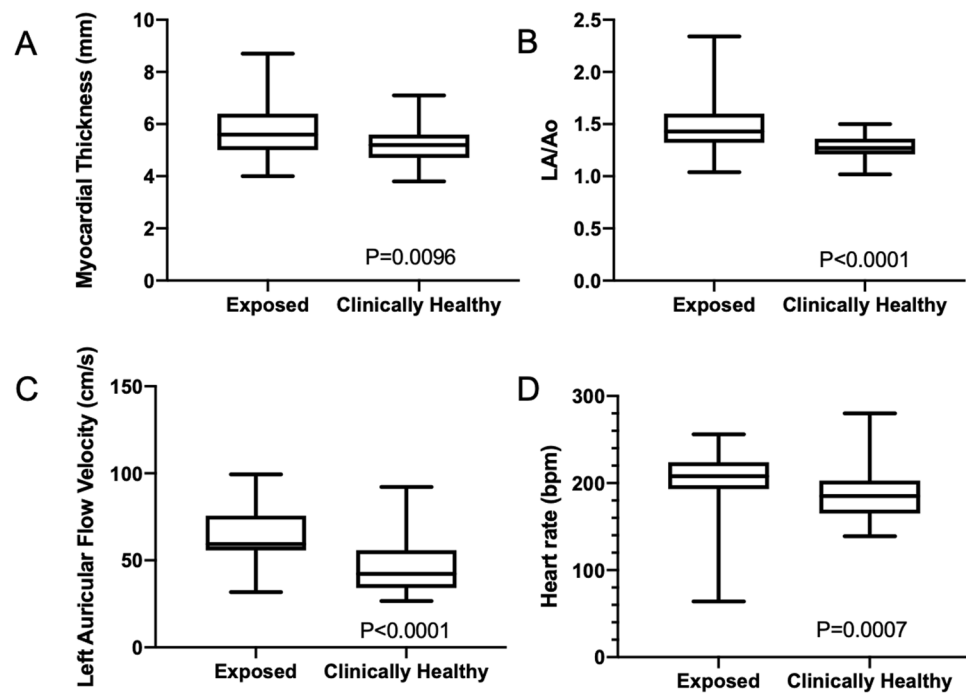 A
Myocardial Thickness (mm)
10
8
6
4
2
0
P=0.0096
Exposed
Clinically Healthy
B
LA/Ao
2.5
2.0
1.5
1.0
0.5
0.0
P<0.0001
Exposed
Clinically Healthy
C
Left Auricular Flow Velocity (cm/s)
150
100
50
0
P<0.0001
Exposed
Clinically Healthy
D
Heart rate (bpm)
300
200
100
0
P=0.0007
Exposed
Clinically Healthy